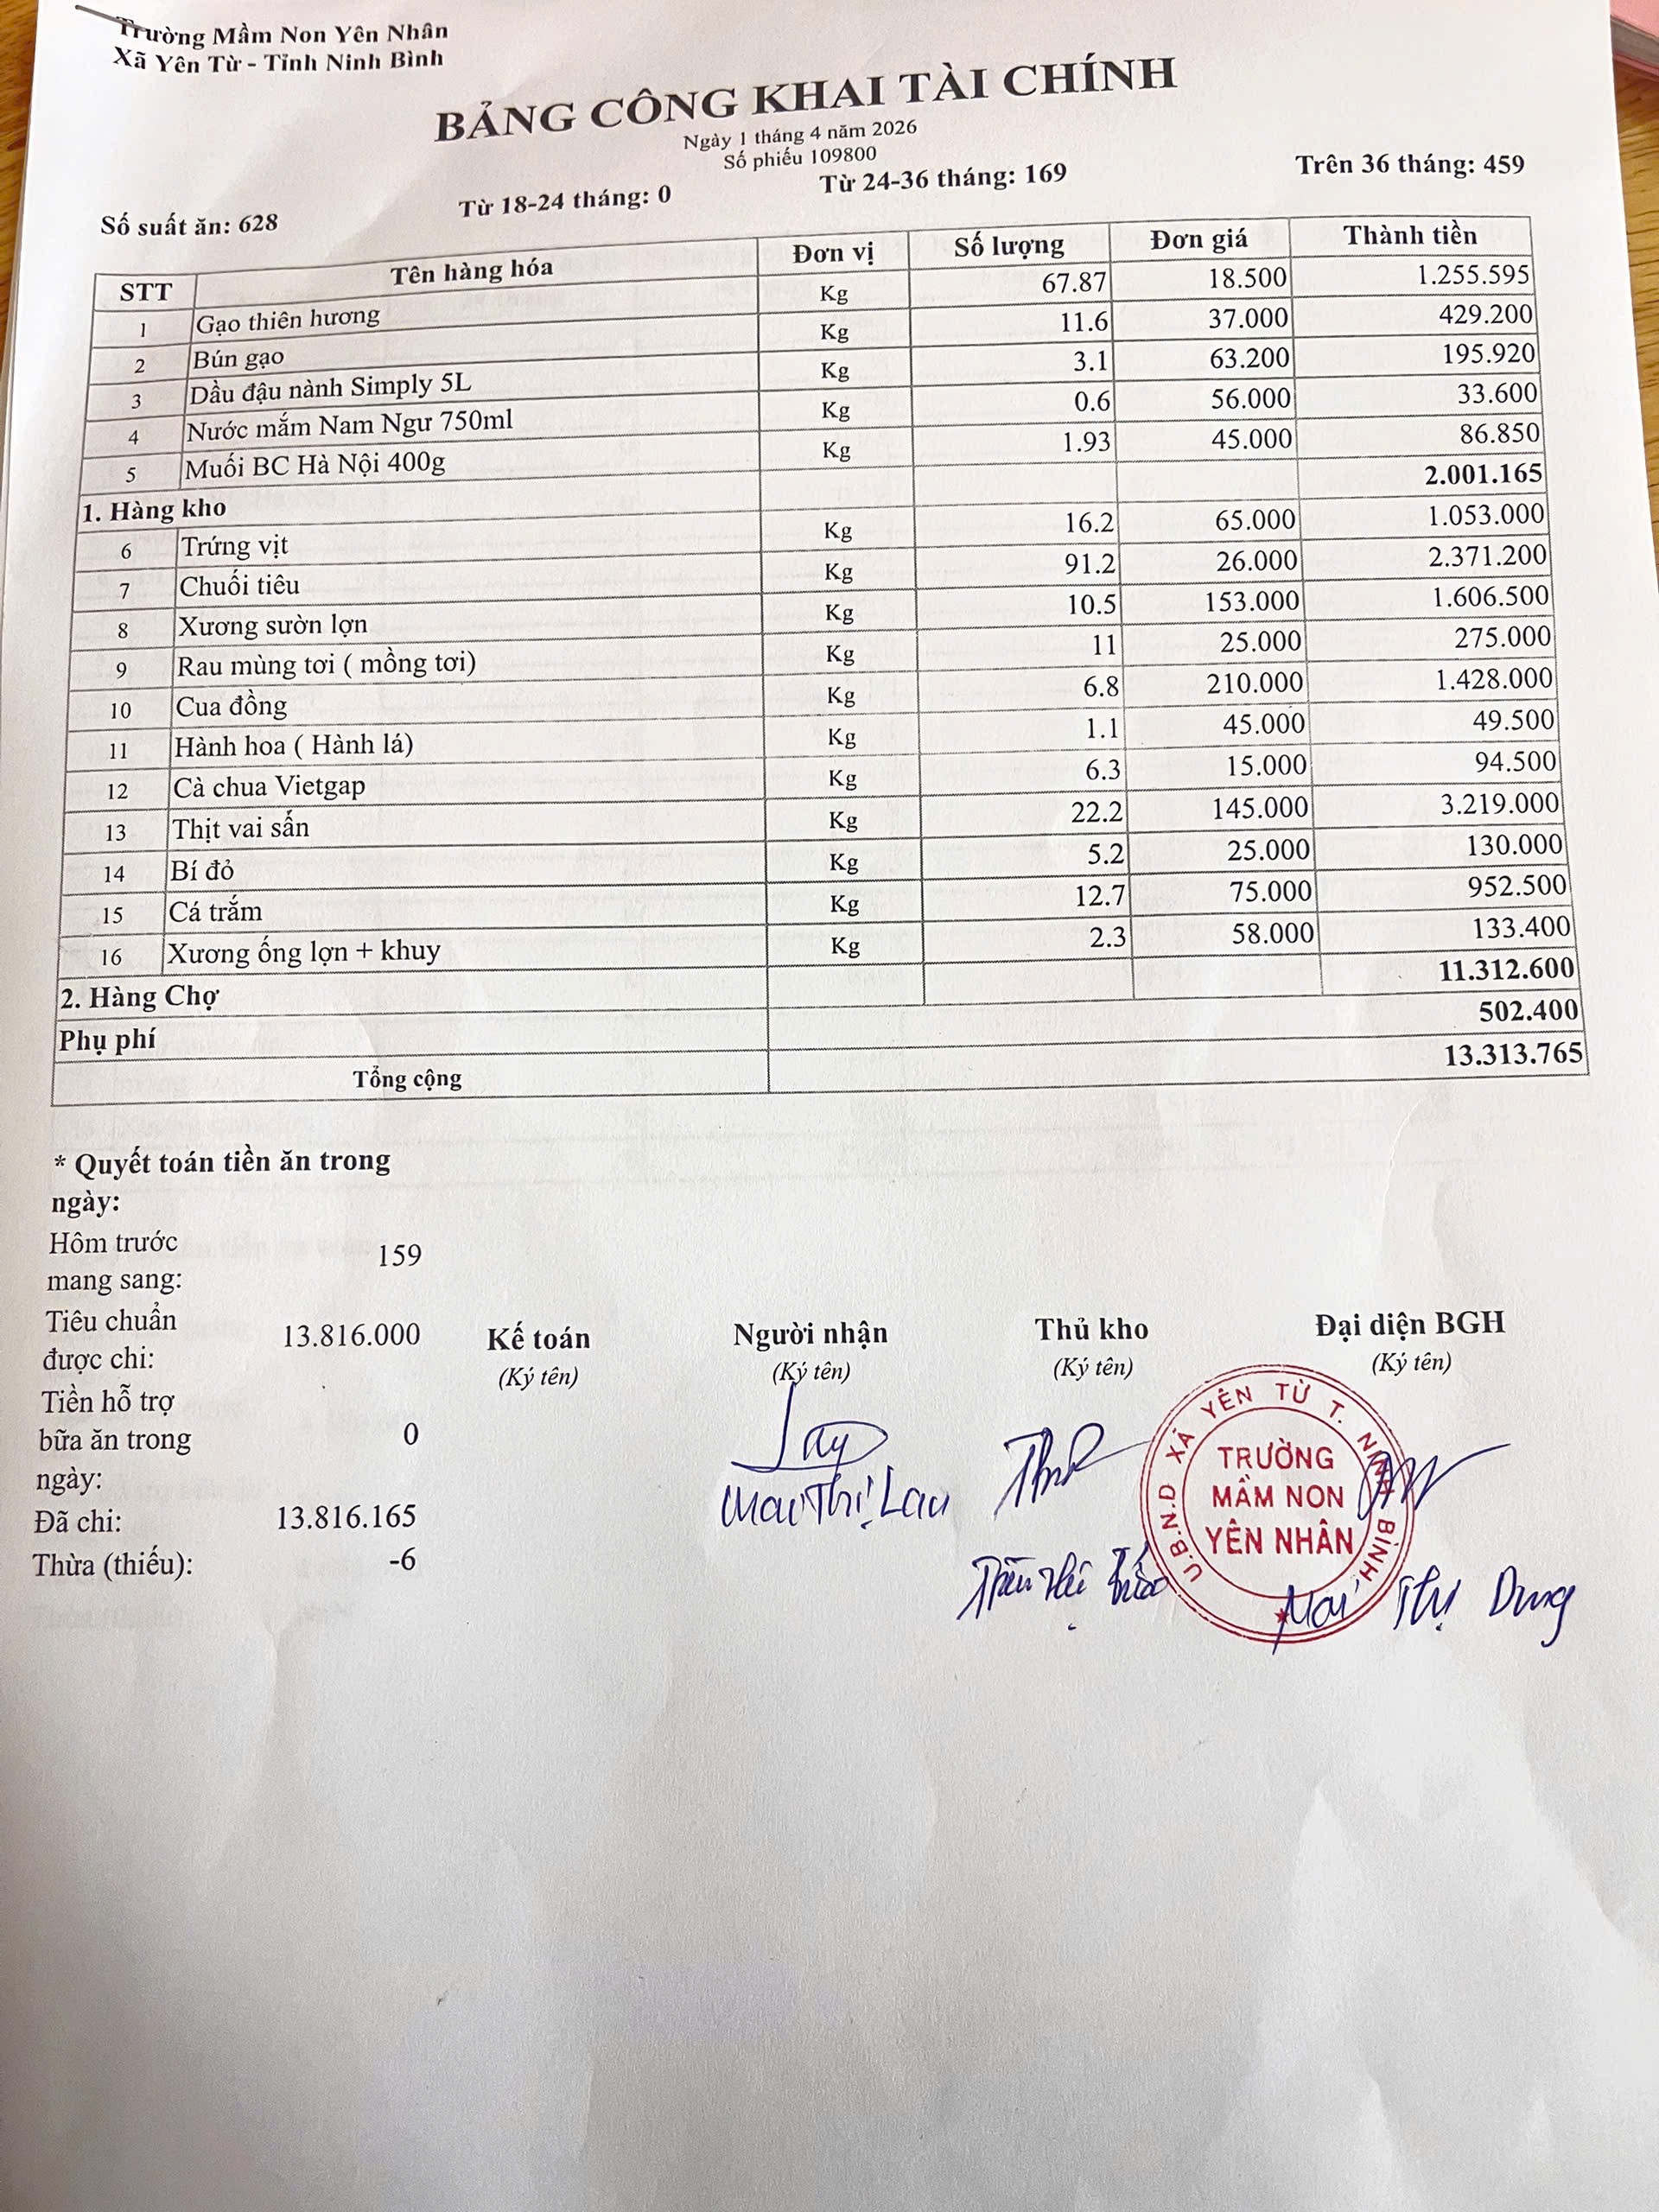 Trường Mầm Non Yên Nhân
Xã Yên Từ - Tỉnh Ninh Bình
BẢNG CÔNG KHAI TÀI CHÍNH
Ngày 1 tháng 4 năm 2026
Số phiếu 109800
Số suất ăn: 628 Từ 18-24 tháng: 0 Từ 24-36 tháng: 169 Trên 36 tháng: 459
STT Tên hàng hóa Đơn vị Số lượng Đơn giá Thành tiền
1 Gạo thiên hương Kg 67.87 18.500 1.255.595
2 Bún gạo Kg 11.6 37.000 429.200
3 Dầu đậu nành Simply 5L Kg 3.1 63.200 195.920
4 Nước mắm Nam Ngư 750ml Kg 0.6 56.000 33.600
5 Muối BC Hà Nội 400g Kg 1.93 45.000 86.850
1. Hàng kho 2.001.165
6 Trứng vịt Kg 16.2 65.000 1.053.000
7 Chuối tiêu Kg 91.2 26.000 2.371.200
8 Xương sườn lợn Kg 10.5 153.000 1.606.500
9 Rau mùng tơi ( mồng tơi) Kg 11 25.000 275.000
10 Cua đồng Kg 6.8 210.000 1.428.000
11 Hành hoa ( Hành lá) Kg 1.1 45.000 49.500
12 Cà chua Vietgap Kg 6.3 15.000 94.500
13 Thịt vai sấn Kg 22.2 145.000 3.219.000
14 Bí đỏ Kg 5.2 25.000 130.000
15 Cá trắm Kg 12.7 75.000 952.500
16 Xương ống lợn + khuy Kg 2.3 58.000 133.400
2. Hàng Chợ 11.312.600
Phụ phí 502.400
Tổng cộng 13.313.765
* Quyết toán tiền ăn trong
ngày:
Hôm trước
mang sang: 159
Tiêu chuẩn
được chi: 13.816.000
Tiền hỗ trợ
bữa ăn trong
ngày: 0
Đã chi: 13.816.165
Thừa (thiếu): -6
Kế toán Người nhận Thủ kho Đại diện BGH
(Ký tên) (Ký tên) (Ký tên) (Ký tên)
Mai Thị Lau
U.B.N.D XÃ YÊN TỪ T. NINH BÌNH
TRƯỜNG
MẦM NON
YÊN NHÂN
Mai Thị Dung